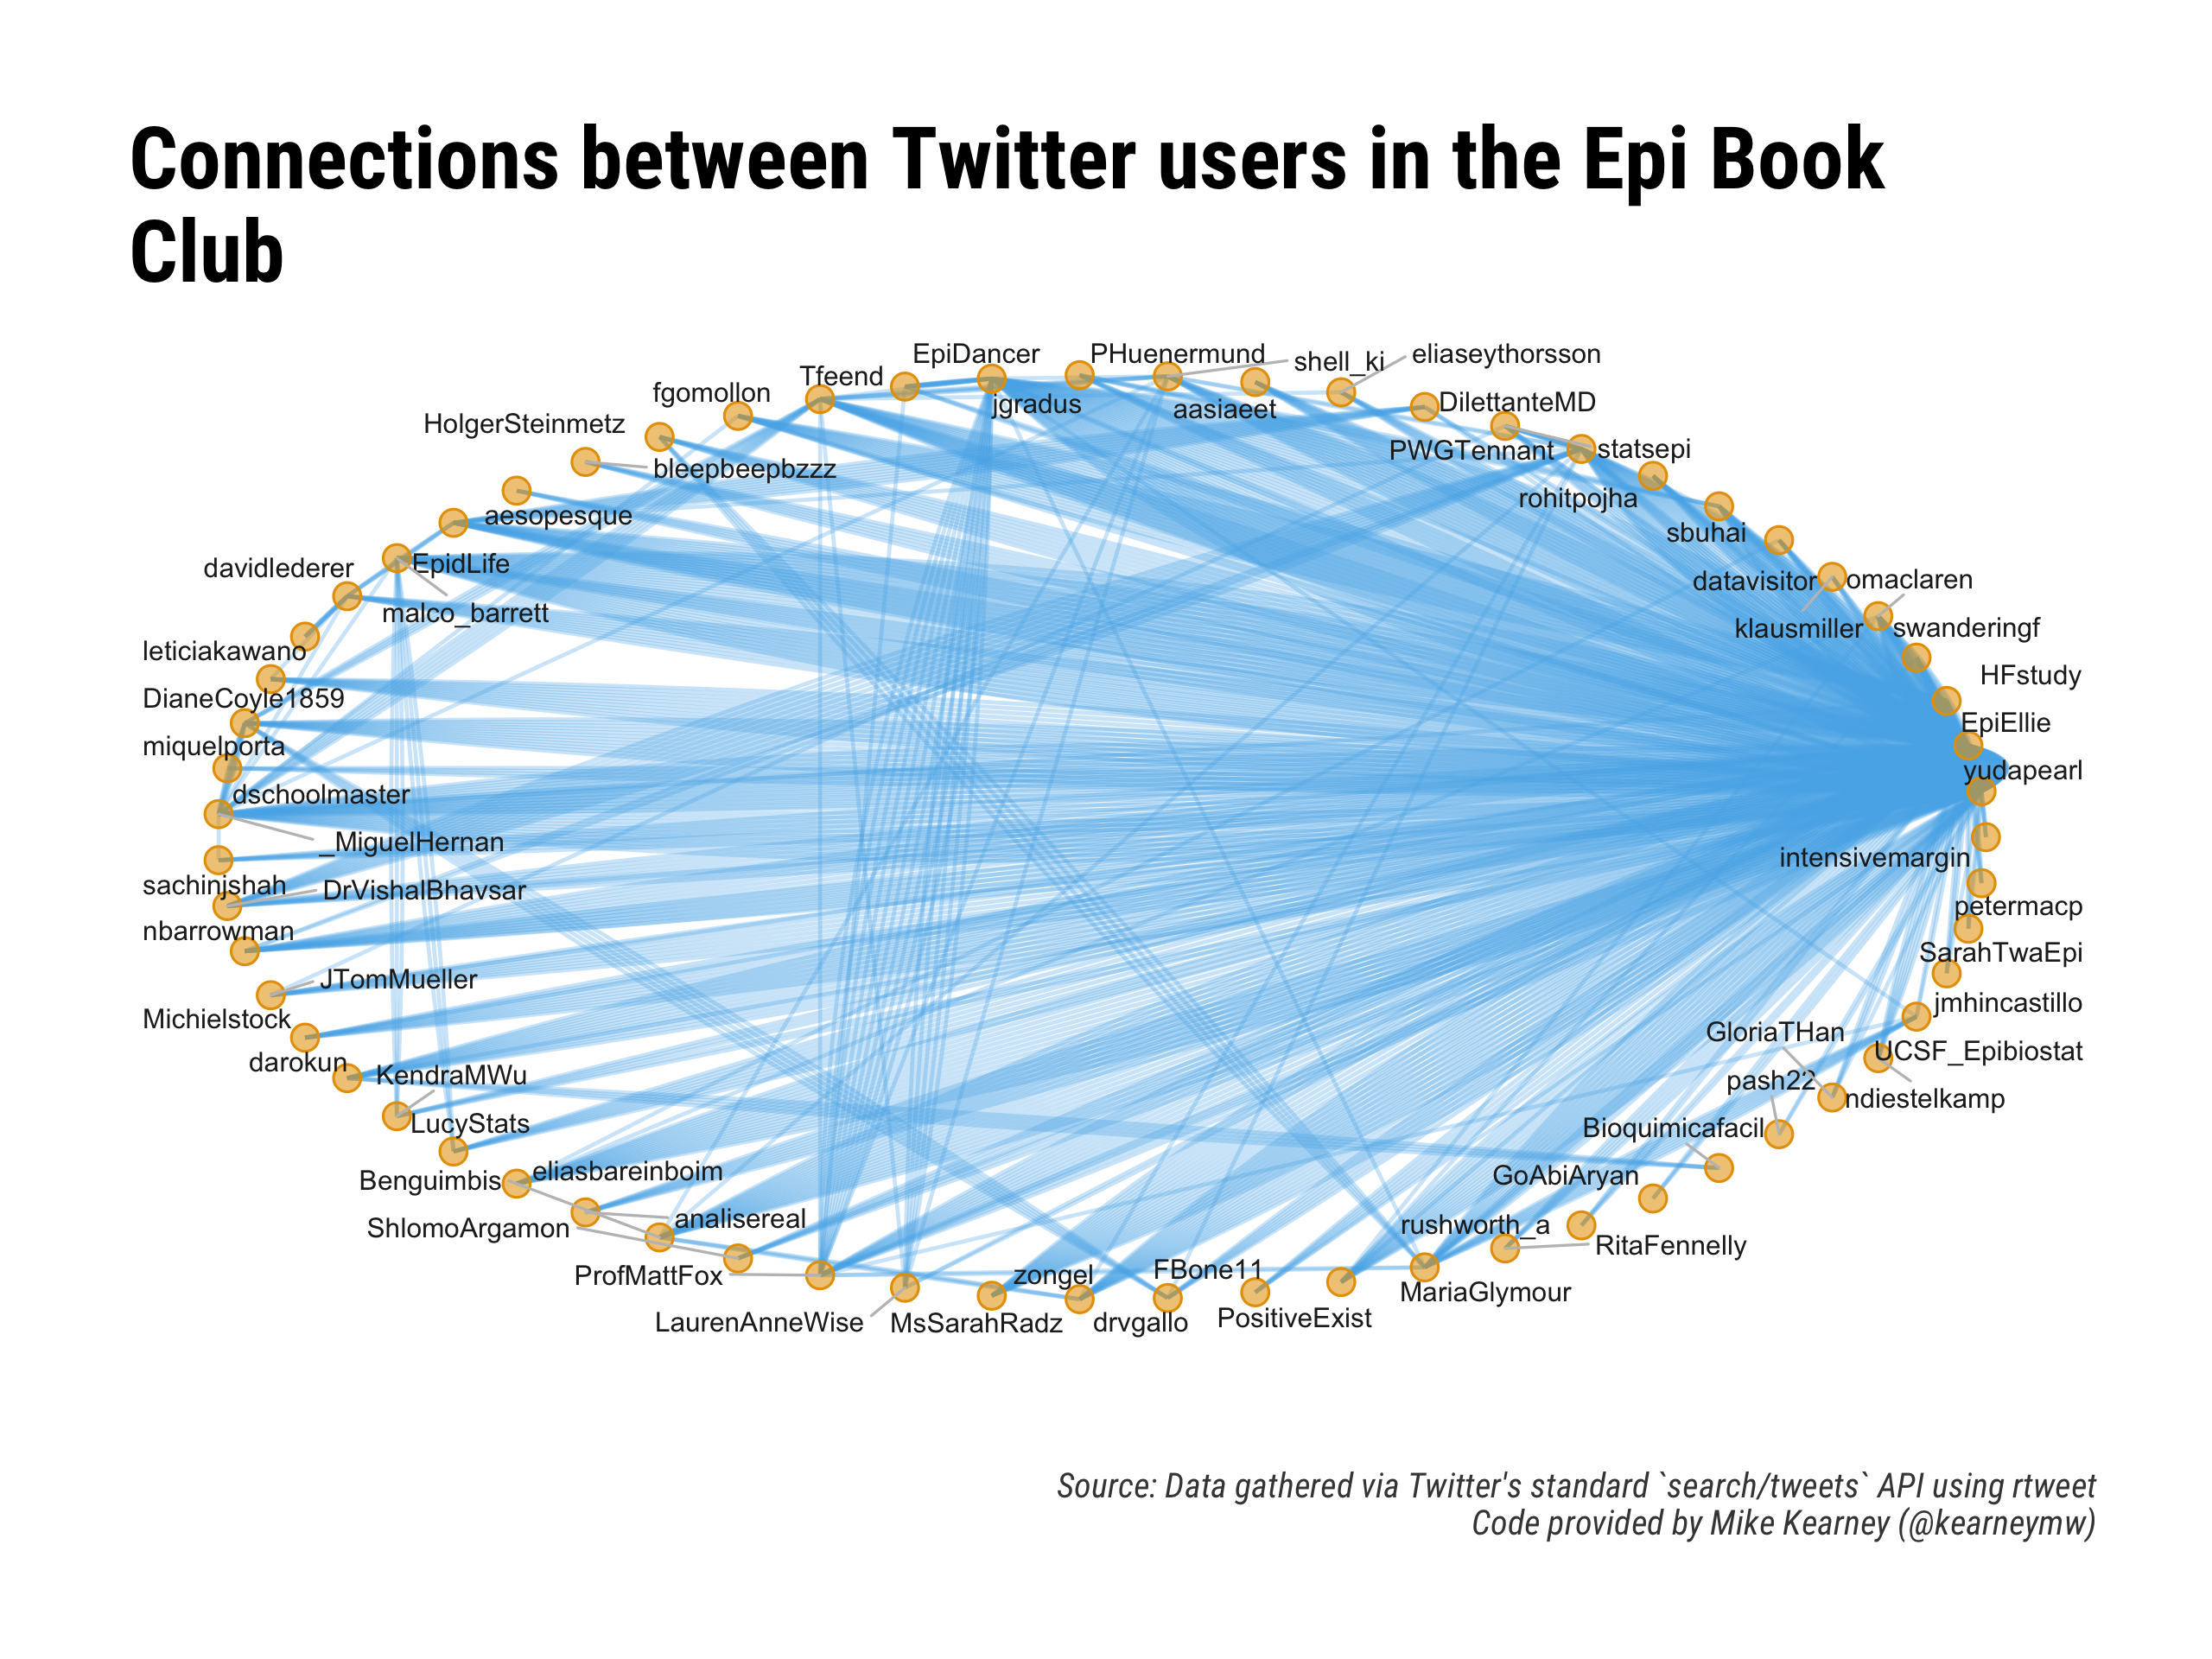 Connections between Twitter users in the Epi Book
Club
EpiDancer
PHuenermund
shell_ki
eliaseythorsson
Tfeend
fgomollon
jgradus
aasiaeet
DilettanteMD
HolgerSteinmetz
PWGTennant
statsepi
bleepbeepbzzz
rohitpojha
aesopesque
sbuhai
davidlederer
EpidLife
datavisitor
omaclaren
malco_barrett
klausmiller
swanderingf
leticiakawano
HFstudy
DianeCoyle1859
EpiEllie
miquelporta
yudapearl
dschoolmaster
_MiguelHernan
intensivemargin
sachinjshah
DrVishalBhavsar
petermacp
nbarrowman
SarahTwaEpi
JTomMueller
jmhincastillo
Michielstock
GloriaTHan
darokun
UCSF_Epibiostat
KendraMWu
pash22
ndiestelkamp
LucyStats
Bioquimicafacil
Benguimbis
eliasbareinboim
GoAbiAryan
ShlomoArgamon
analisereal
rushworth_a
RitaFennelly
ProfMattFox
zongel
FBone11
MariaGlymour
LaurenAnneWise
MsSarahRadz
drvgallo
PositiveExist
Source: Data gathered via Twitter's standard `search/tweets` API using rtweet
Code provided by Mike Kearney (@kearneymw)